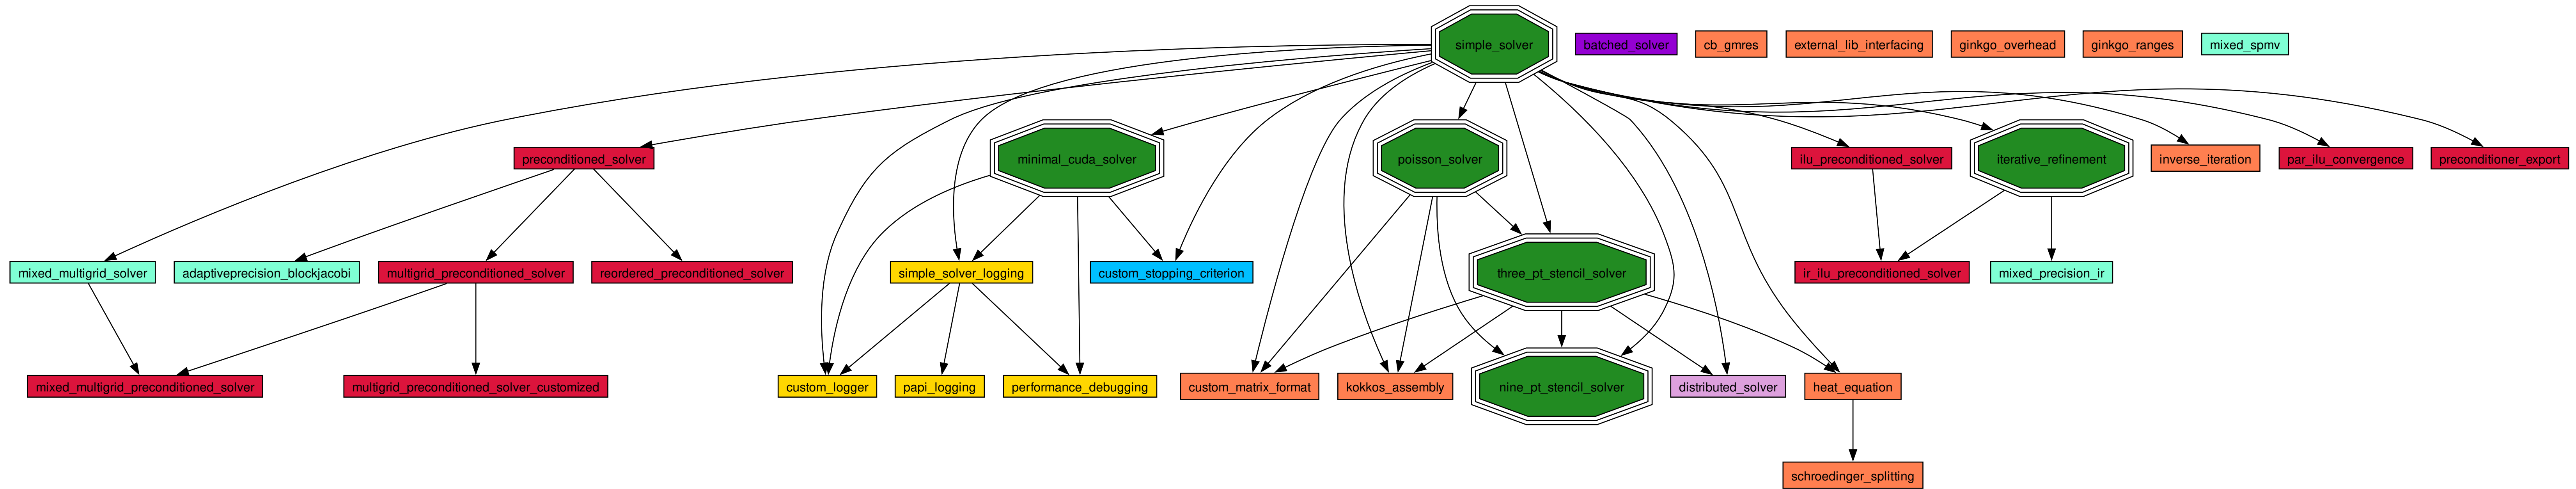 simple_solver
batched_solver
cb_gmres
external_lib_interfacing
ginkgo_overhead
ginkgo_ranges
mixed_spmv
preconditioned_solver
minimal_cuda_solver
poisson_solver
ilu_preconditioned_solver
iterative_refinement
inverse_iteration
par_ilu_convergence
preconditioner_export
mixed_multigrid_solver
adaptiveprecision_blockjacobi
multigrid_preconditioned_solver
reordered_preconditioned_solver
simple_solver_logging
custom_stopping_criterion
three_pt_stencil_solver
ir_ilu_preconditioned_solver
mixed_precision_ir
mixed_multigrid_preconditioned_solver
multigrid_preconditioned_solver_customized
custom_logger
papi_logging
performance_debugging
custom_matrix_format
kokkos_assembly
nine_pt_stencil_solver
distributed_solver
heat_equation
schroedinger_splitting